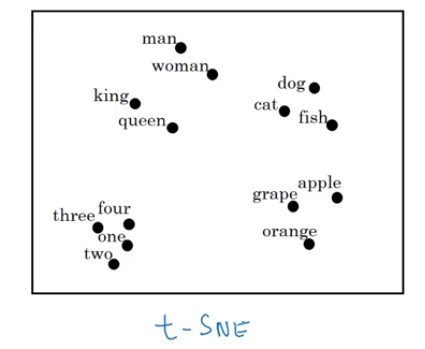 man
woman
dog
king
cat
fish
queen
apple
grape
four
three
orange
one
two
t-SNE